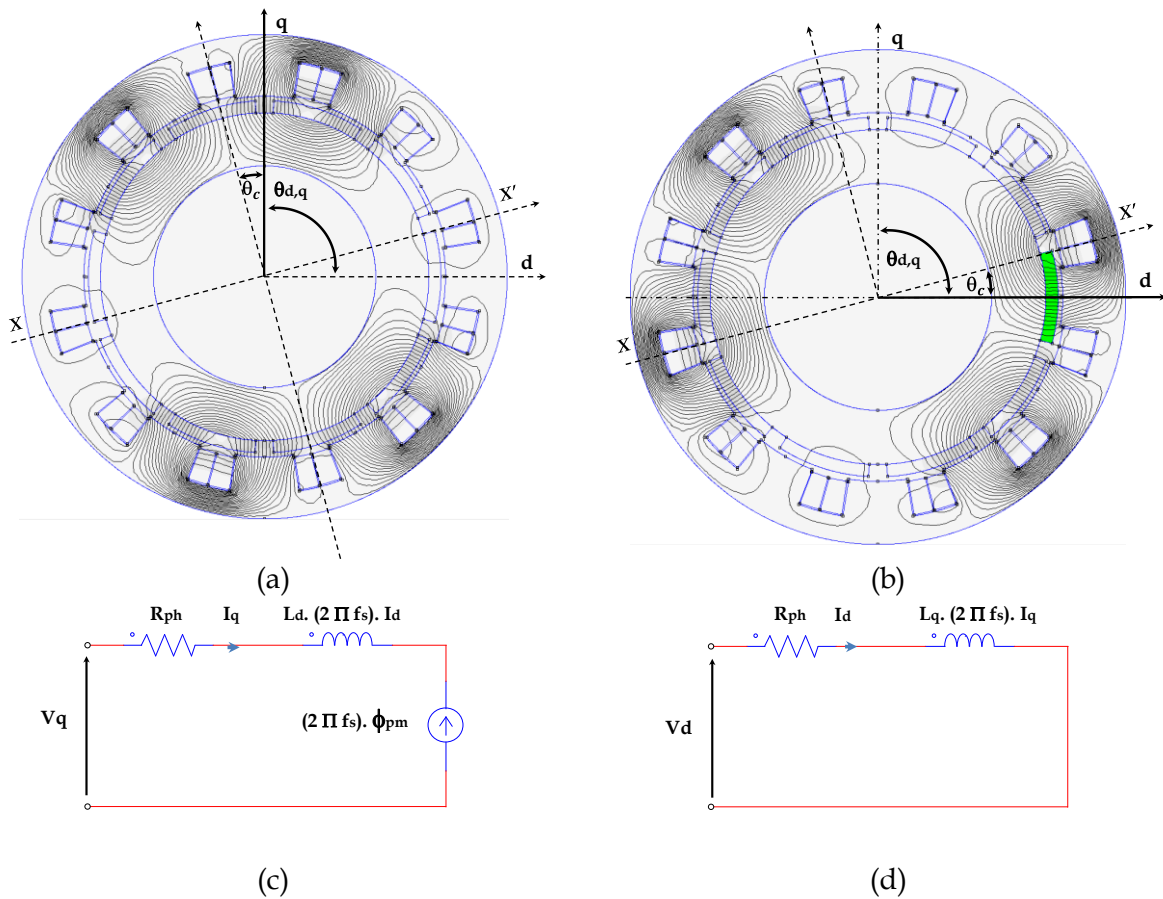 q
θc
θd,q
X'
d
X
(a)
q
θd,q
θc
X'
d
X
(b)
Rph Iq Ld. (2 Π fs). Id
Vq
(2 Π fs). ϕpm
(c)
Rph Id Lq. (2 Π fs). Iq
Vd
(d)